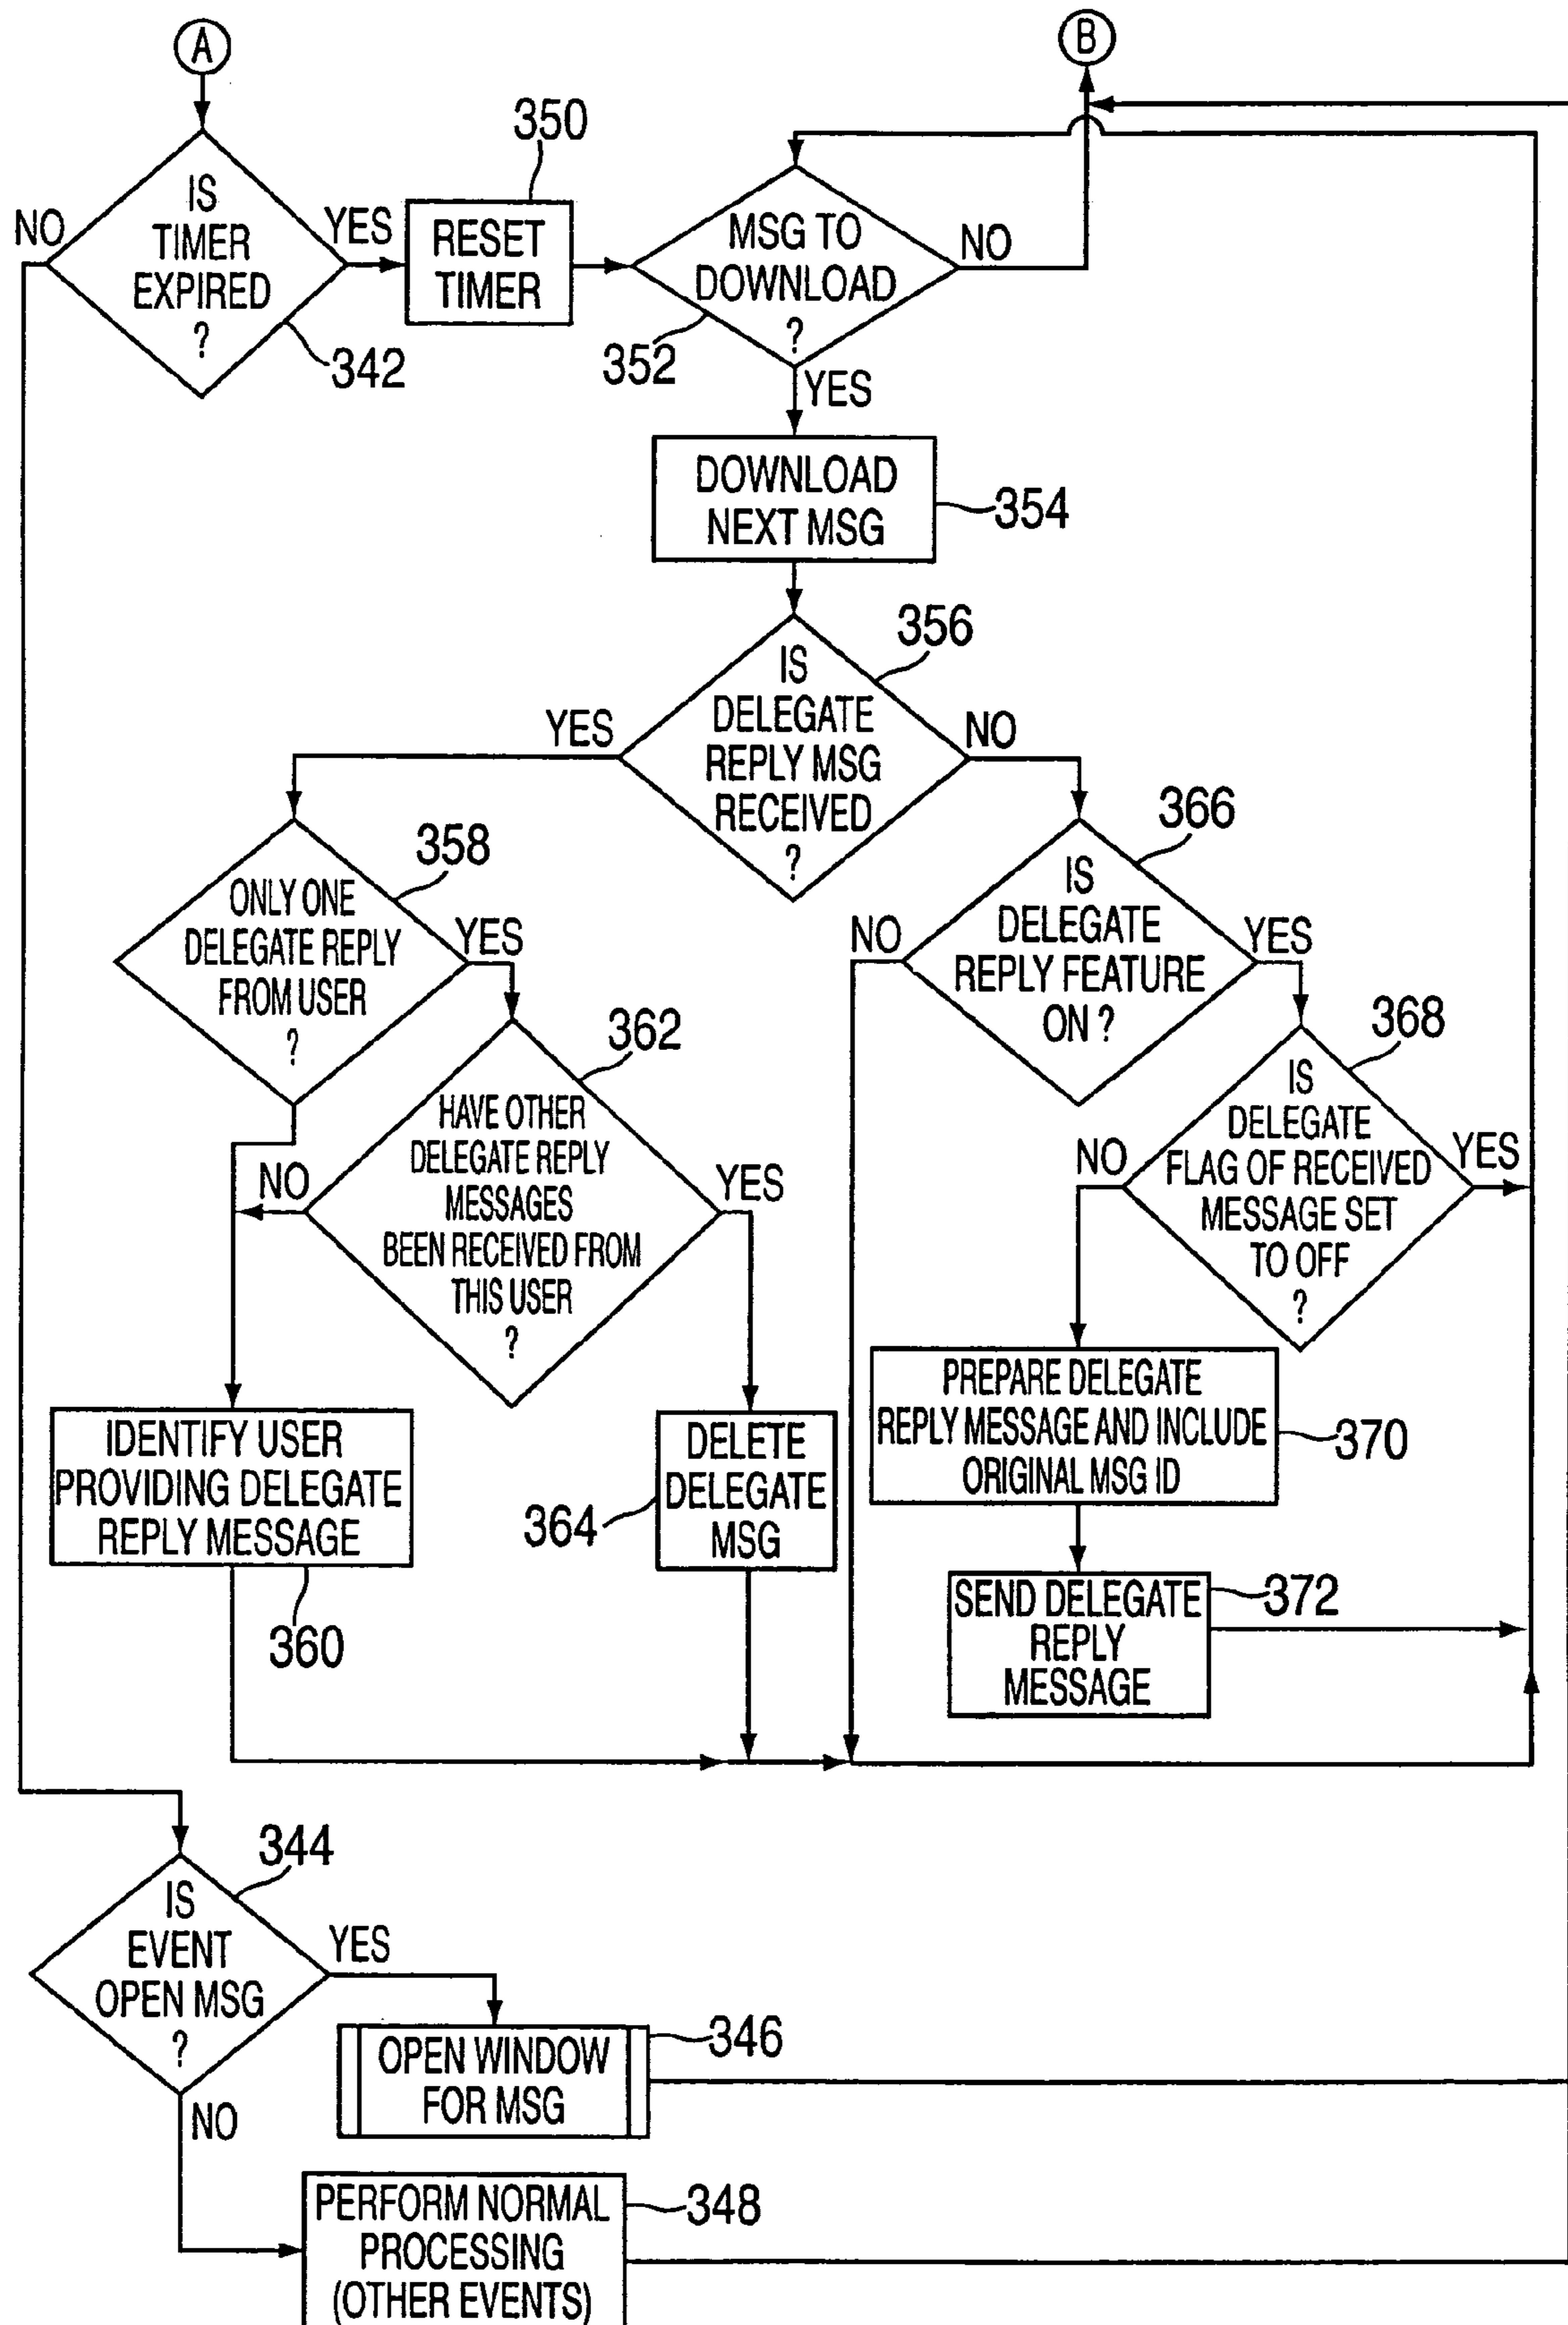 A
B
350
IS
TIMER
EXPIRED
?
NO
YES
342
RESET
TIMER
MSG TO
DOWNLOAD
?
NO
352
YES
DOWNLOAD
NEXT MSG
354
356
IS
DELEGATE
REPLY MSG
RECEIVED
?
YES
NO
358
ONLY ONE
DELEGATE REPLY
FROM USER
?
YES
366
IS
DELEGATE
REPLY FEATURE
ON ?
NO
YES
362
HAVE OTHER
DELEGATE REPLY
MESSAGES
BEEN RECEIVED FROM
THIS USER
?
NO
YES
368
IS
DELEGATE
FLAG OF RECEIVED
MESSAGE SET
TO OFF
?
NO
YES
IDENTIFY USER
PROVIDING DELEGATE
REPLY MESSAGE
360
DELETE
DELEGATE
MSG
364
PREPARE DELEGATE
REPLY MESSAGE AND INCLUDE
ORIGINAL MSG ID
370
SEND DELEGATE
REPLY
MESSAGE
372
344
IS
EVENT
OPEN MSG
?
YES
NO
OPEN WINDOW
FOR MSG
346
PERFORM NORMAL
PROCESSING
(OTHER EVENTS)
348